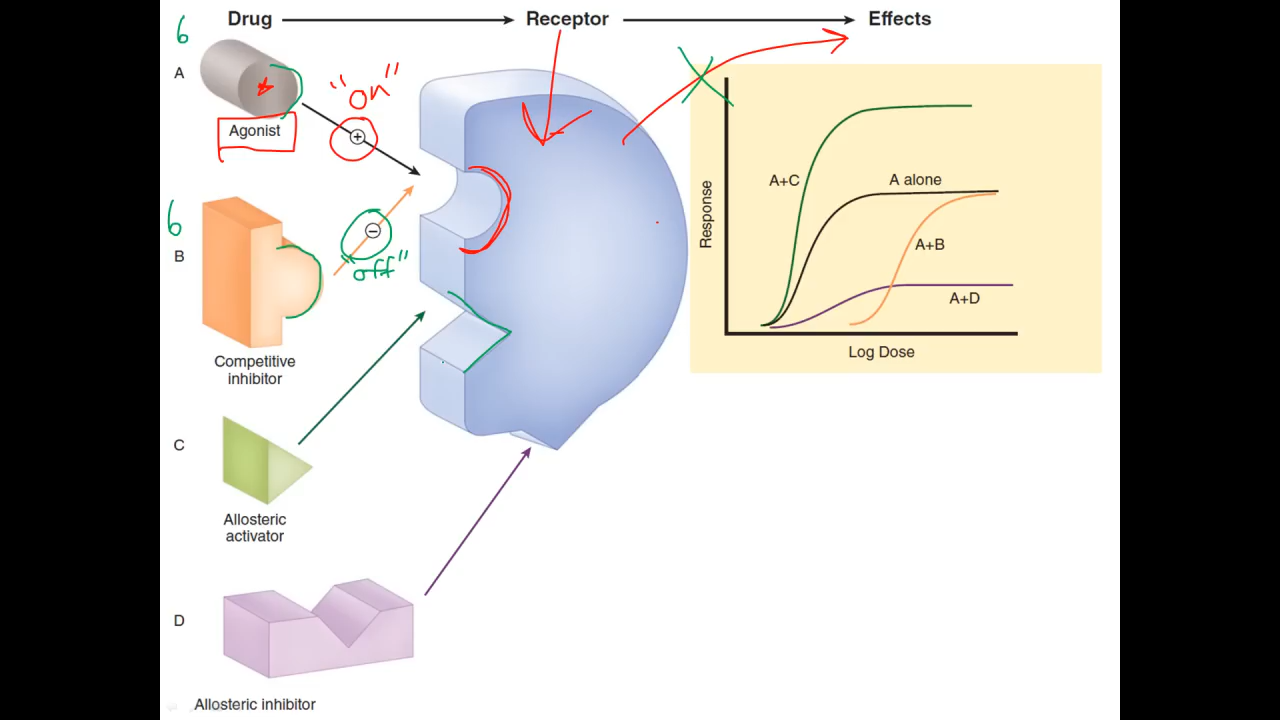 Drug
Receptor
Effects
6
A
"on"
+
Agonist
6
B
−
"off"
Competitive
inhibitor
C
Allosteric
activator
D
Allosteric inhibitor
Response
A+C
A alone
A+B
A+D
Log Dose